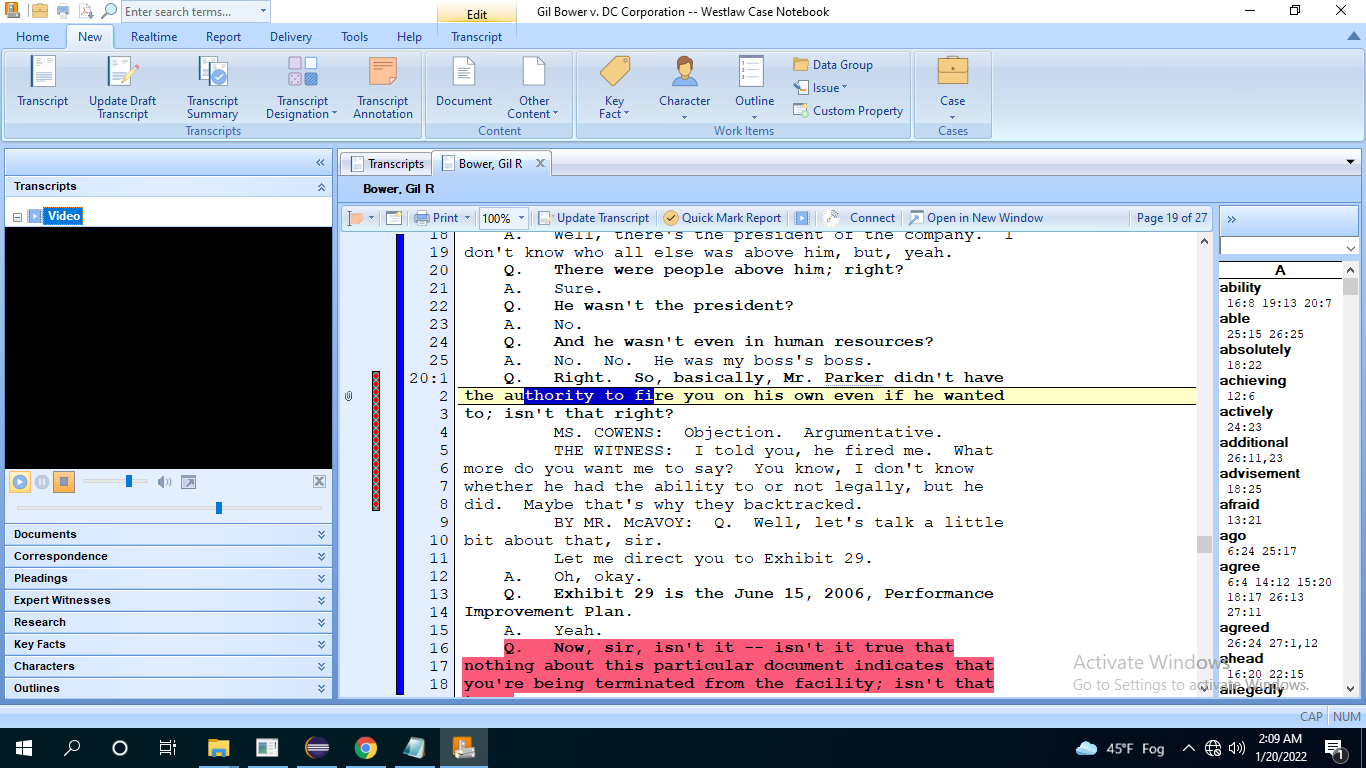 Enter search terms...
Edit
Gil Bower v. DC Corporation -- Westlaw Case Notebook
Home New Realtime Report Delivery Tools Help Transcript
Transcript
Update Draft Transcript
Transcript Summary
Transcript Designation
Transcript Annotation
Transcripts
Document
Other Content
Content
Key Fact
Character
Outline
Data Group
Issue
Custom Property
Work Items
Case
Cases
Transcripts
Video
Documents
Correspondence
Pleadings
Expert Witnesses
Research
Key Facts
Characters
Outlines
Transcripts Bower, Gil R
Bower, Gil R
Print 100% Update Transcript Quick Mark Report Connect Open in New Window Page 19 of 27
18 A. Well, there's the president of the company. I
19 don't know who all else was above him, but, yeah.
20 Q. There were people above him; right?
21 A. Sure.
22 Q. He wasn't the president?
23 A. No.
24 Q. And he wasn't even in human resources?
25 A. No. No. He was my boss's boss.
20:1 Q. Right. So, basically, Mr. Parker didn't have
2 the authority to fire you on his own even if he wanted
3 to; isn't that right?
4 MS. COWENS: Objection. Argumentative.
5 THE WITNESS: I told you, he fired me. What
6 more do you want me to say? You know, I don't know
7 whether he had the ability to or not legally, but he
8 did. Maybe that's why they backtracked.
9 BY MR. McAVOY: Q. Well, let's talk a little
10 bit about that, sir.
11 Let me direct you to Exhibit 29.
12 A. Oh, okay.
13 Q. Exhibit 29 is the June 15, 2006, Performance
14 Improvement Plan.
15 A. Yeah.
16 Q. Now, sir, isn't it -- isn't it true that
17 nothing about this particular document indicates that
18 you're being terminated from the facility; isn't that
A
ability
16:8 19:13 20:7
able
25:15 26:25
absolutely
18:22
achieving
12:6
actively
24:23
additional
26:11,23
advisement
18:25
afraid
13:21
ago
6:24 25:17
agree
6:4 14:12 15:20
18:17 26:13
27:11
agreed
26:24 27:1,12
ahead
16:20 22:15
allegedly
Activate Windows
Go to Settings to activate Windows.
CAP NUM
45°F Fog
2:09 AM
1/20/2022
1